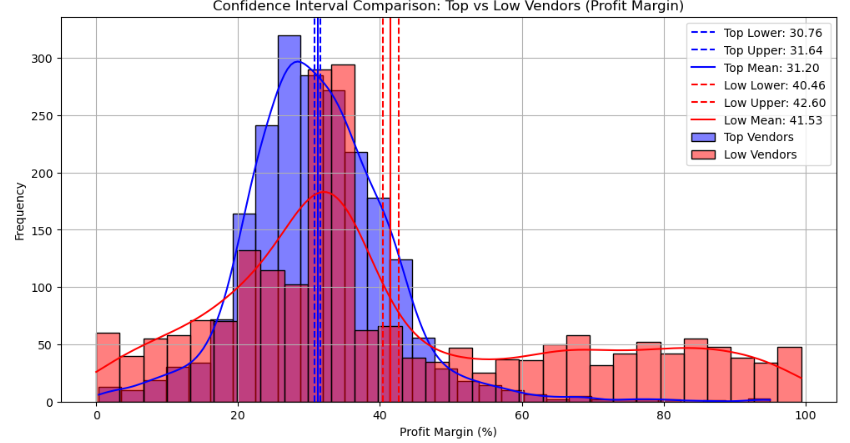 Confidence Interval Comparison: Top vs Low Vendors (Profit Margin)
Top Lower: 30.76
Top Upper: 31.64
Top Mean: 31.20
Low Lower: 40.46
Low Upper: 42.60
Low Mean: 41.53
Top Vendors
Low Vendors
Frequency
300
250
200
150
100
50
0
0 20 40 60 80 100
Profit Margin (%)